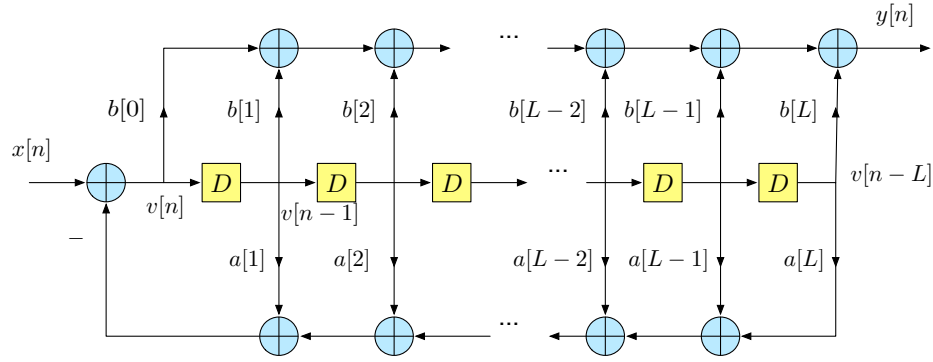 y[n]
...
b[0] b[1] b[2] b[L − 2] b[L − 1] b[L]
x[n]
D D D ... D D
v[n] v[n − 1] v[n − L]
−
a[1] a[2] a[L − 2] a[L − 1] a[L]
...